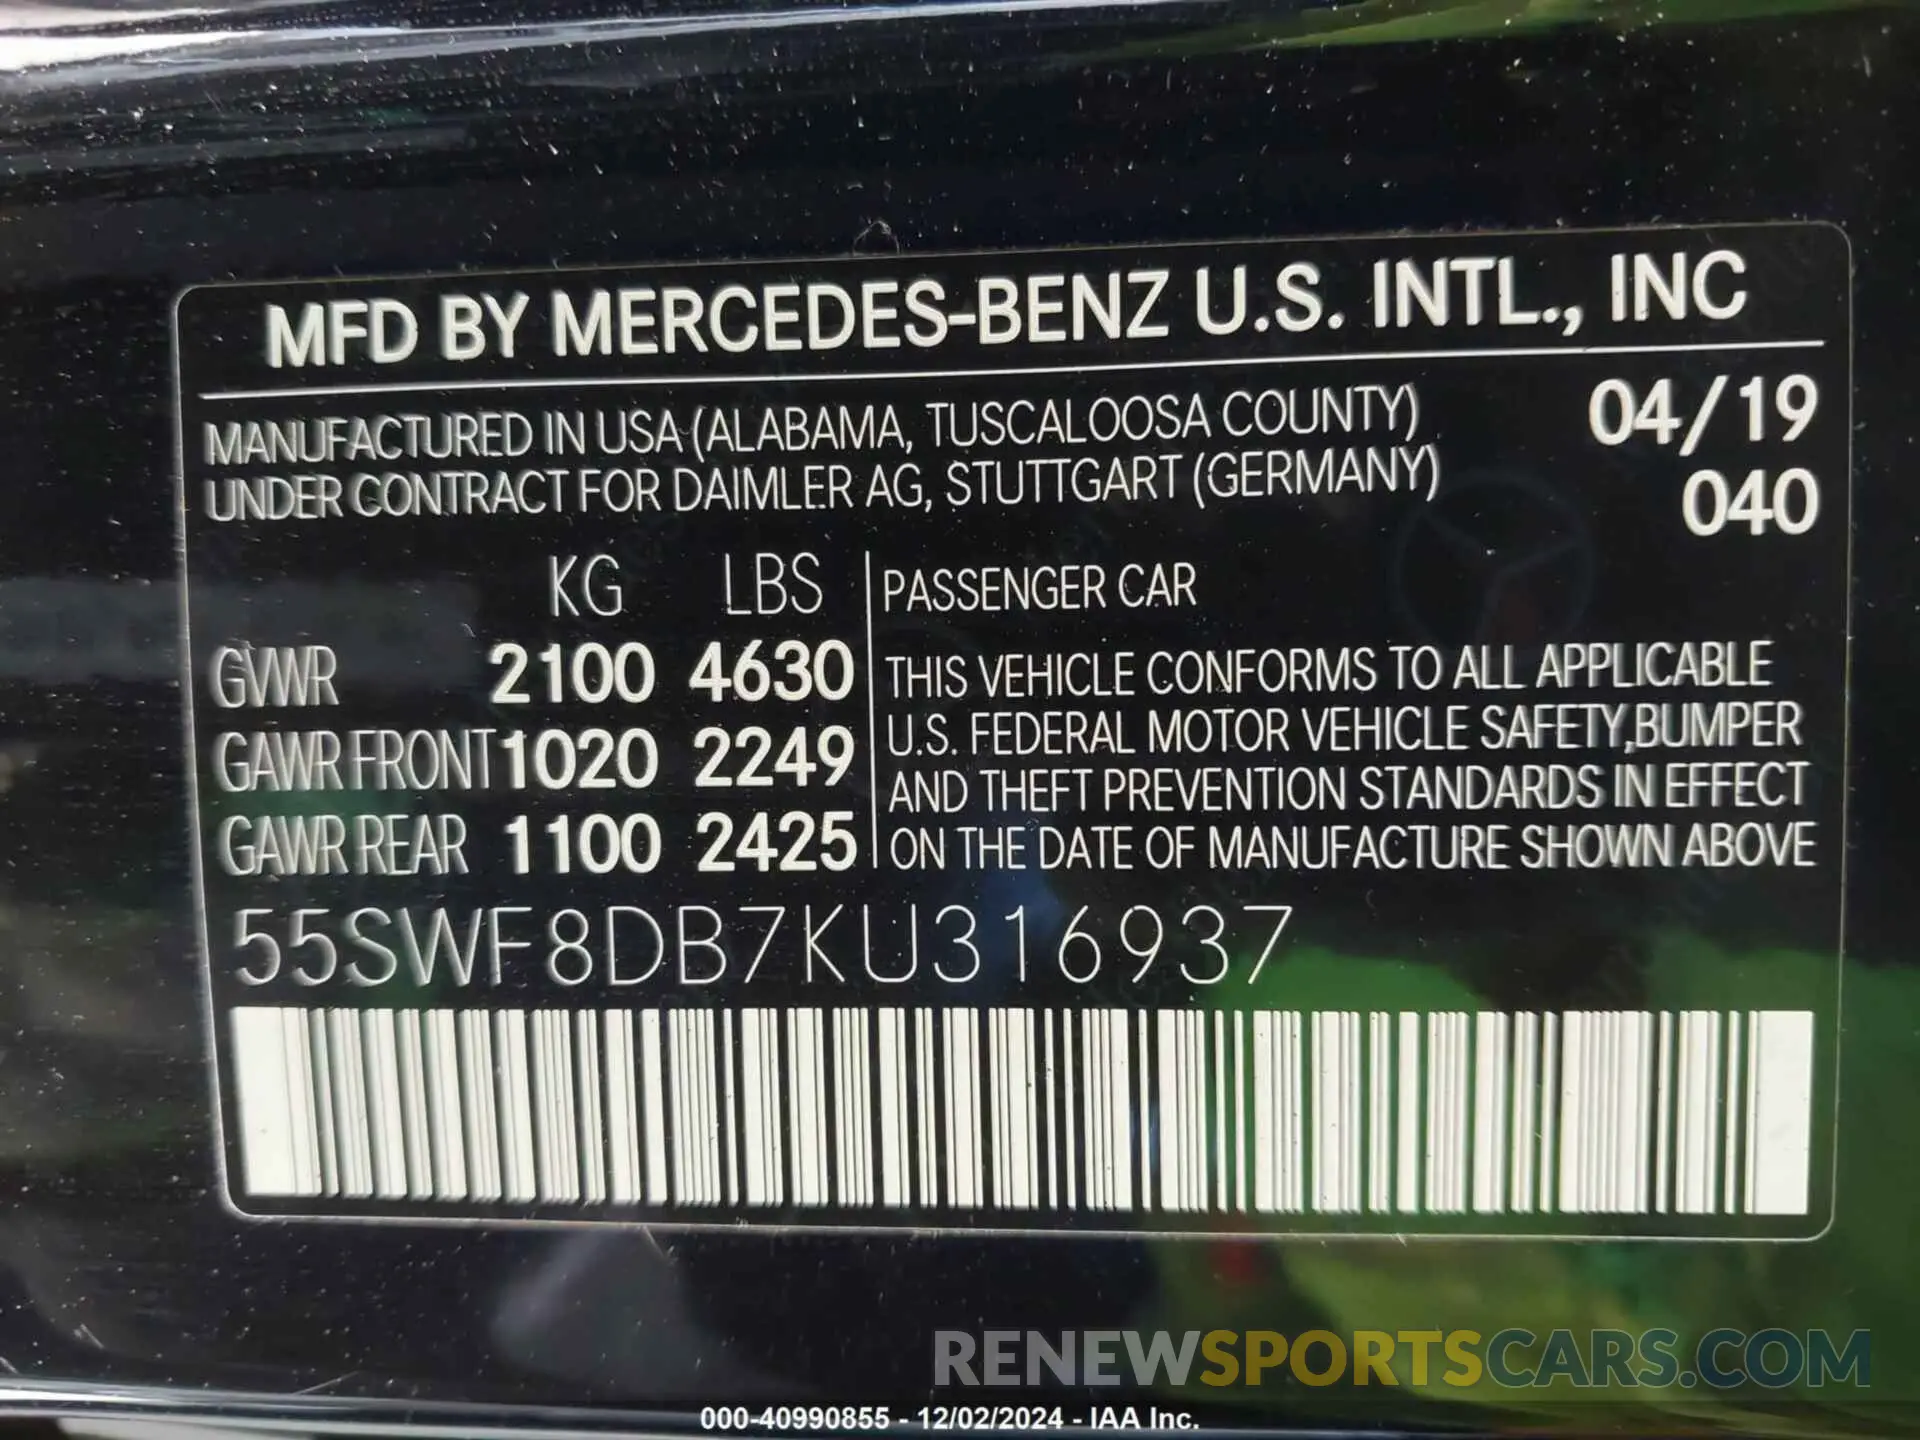 MFD BY MERCEDES-BENZ U.S. INTL., INC
MANUFACTURED IN USA (ALABAMA, TUSCALOOSA COUNTY) 04/19
UNDER CONTRACT FOR DAIMLER AG, STUTTGART (GERMANY) 040
KG LBS PASSENGER CAR
GVWR 2100 4630 THIS VEHICLE CONFORMS TO ALL APPLICABLE
U.S. FEDERAL MOTOR VEHICLE SAFETY,BUMPER
GAWR FRONT 1020 2249 AND THEFT PREVENTION STANDARDS IN EFFECT
GAWR REAR 1100 2425 ON THE DATE OF MANUFACTURE SHOWN ABOVE
55SWF8DB7KU316937
RENEWSPORTSCARS.COM
000-40990855 - 12/02/2024 - IAA Inc.